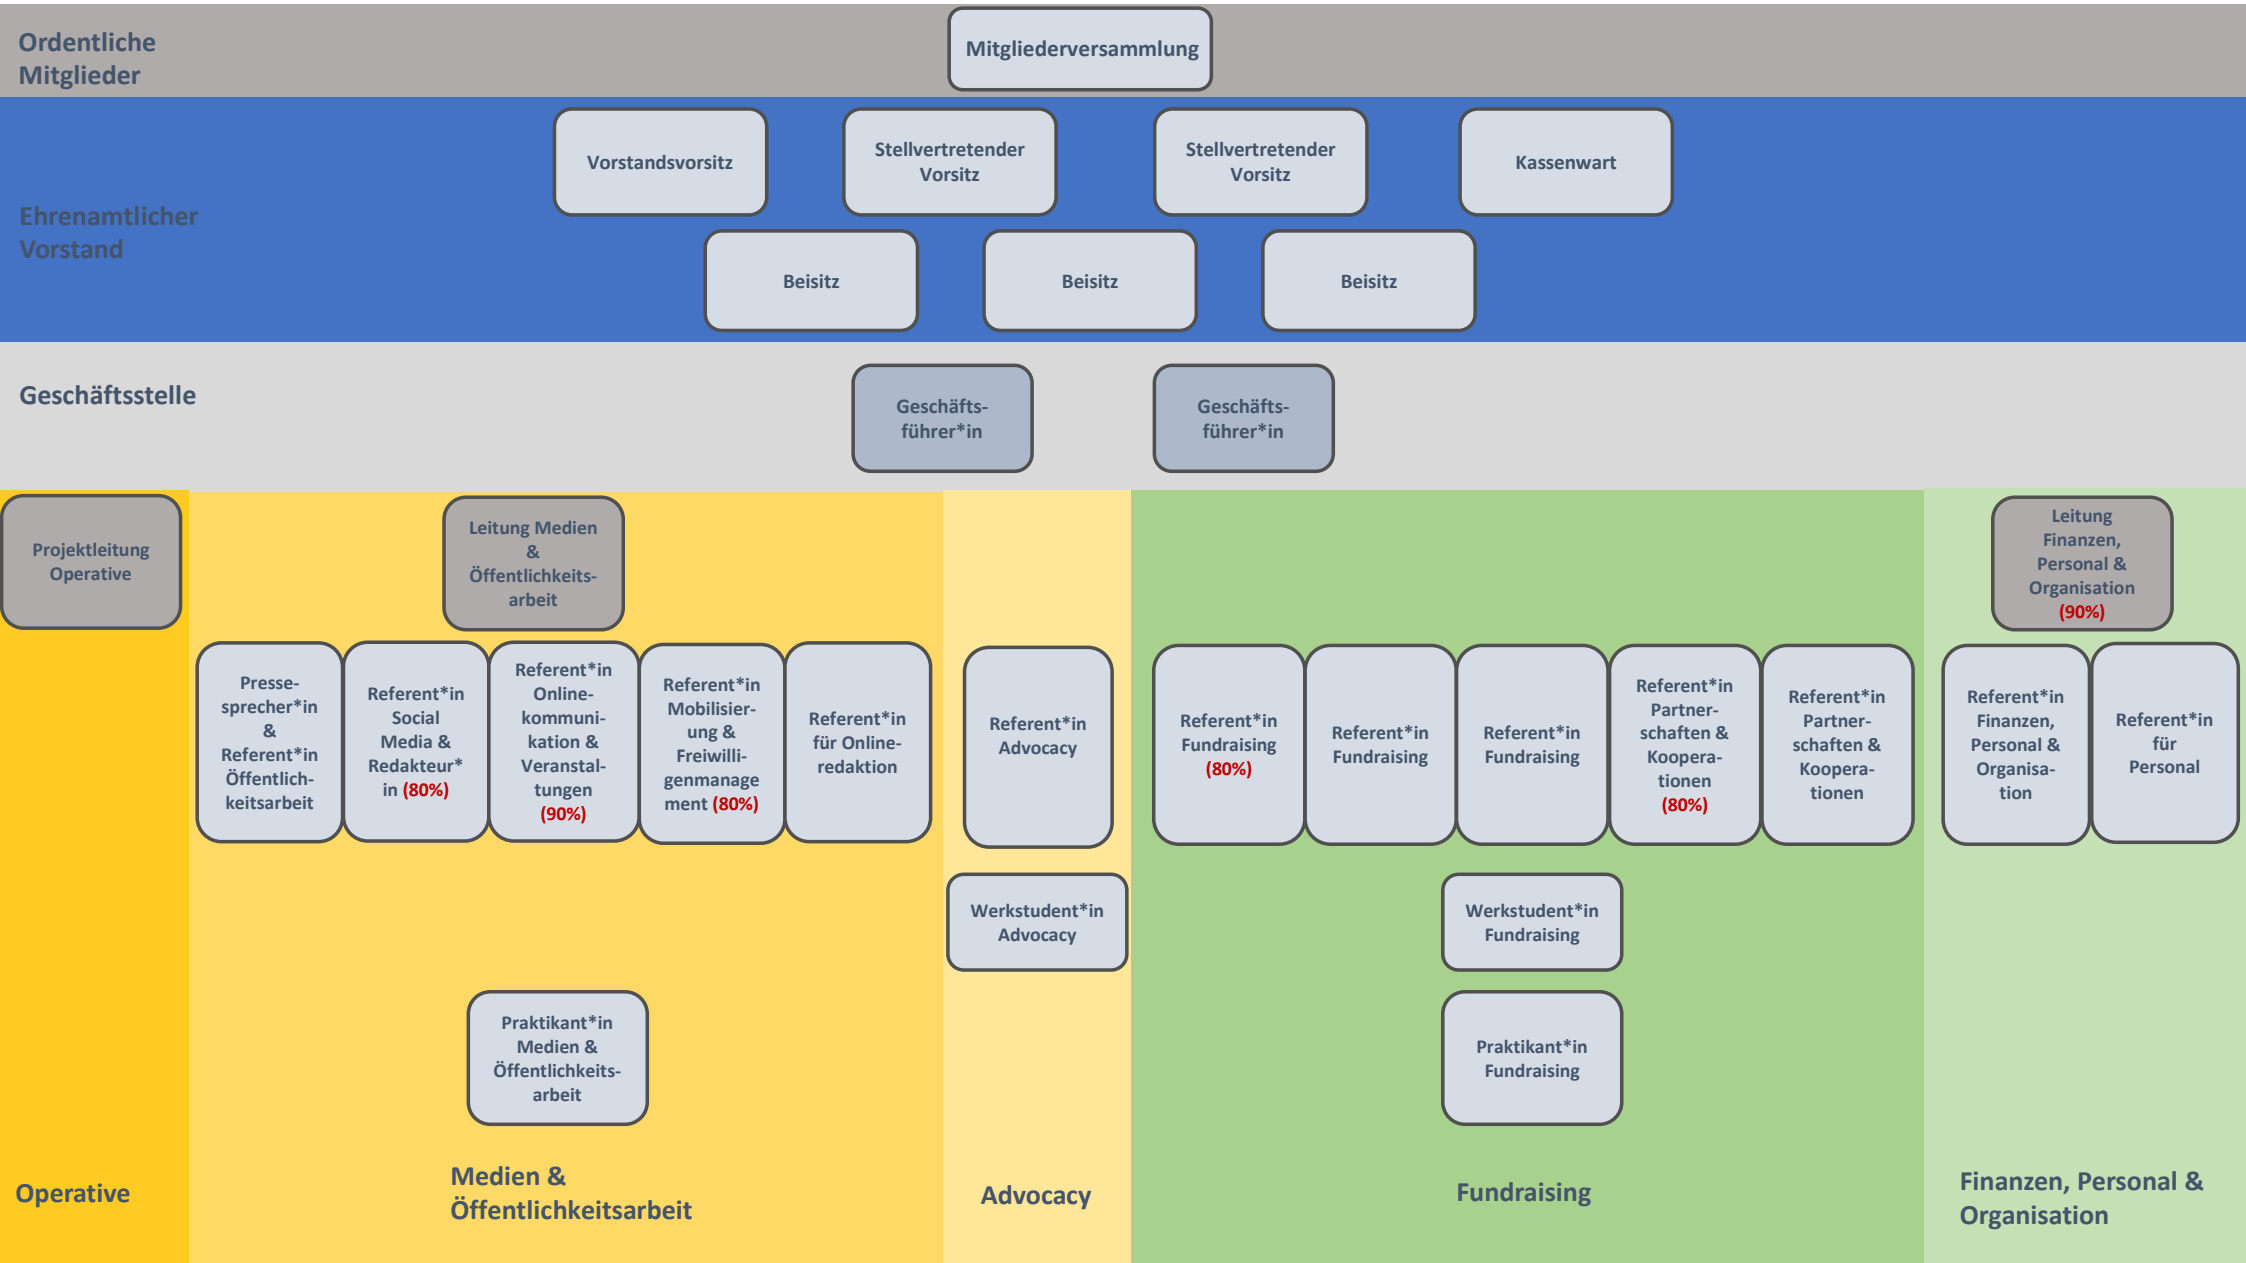 Ordentliche
Mitglieder
Mitgliederversammlung
Ehrenamtlicher
Vorstand
Vorstandsvorsitz
Stellvertretender
Vorsitz
Stellvertretender
Vorsitz
Kassenwart
Beisitz
Beisitz
Beisitz
Geschäftsstelle
Geschäfts-
führer*in
Geschäfts-
führer*in
Projektleitung
Operative
Leitung Medien
&
Öffentlichkeits-
arbeit
Leitung
Finanzen,
Personal &
Organisation
(90%)
Presse-
sprecher*in
&
Referent*in
Öffentlich-
keitsarbeit
Referent*in
Social
Media &
Redakteur*
in (80%)
Referent*in
Online-
kommuni-
kation &
Veranstal-
tungen
(90%)
Referent*in
Mobilisier-
ung &
Freiwilli-
genmanage
ment (80%)
Referent*in
für Online-
redaktion
Referent*in
Advocacy
Referent*in
Fundraising
(80%)
Referent*in
Fundraising
Referent*in
Fundraising
Referent*in
Partner-
schaften &
Koopera-
tionen
(80%)
Referent*in
Partner-
schaften &
Koopera-
tionen
Referent*in
Finanzen,
Personal &
Organisa-
tion
Referent*in
für
Personal
Werkstudent*in
Advocacy
Werkstudent*in
Fundraising
Praktikant*in
Medien &
Öffentlichkeits-
arbeit
Praktikant*in
Fundraising
Operative
Medien &
Öffentlichkeitsarbeit
Advocacy
Fundraising
Finanzen, Personal &
Organisation